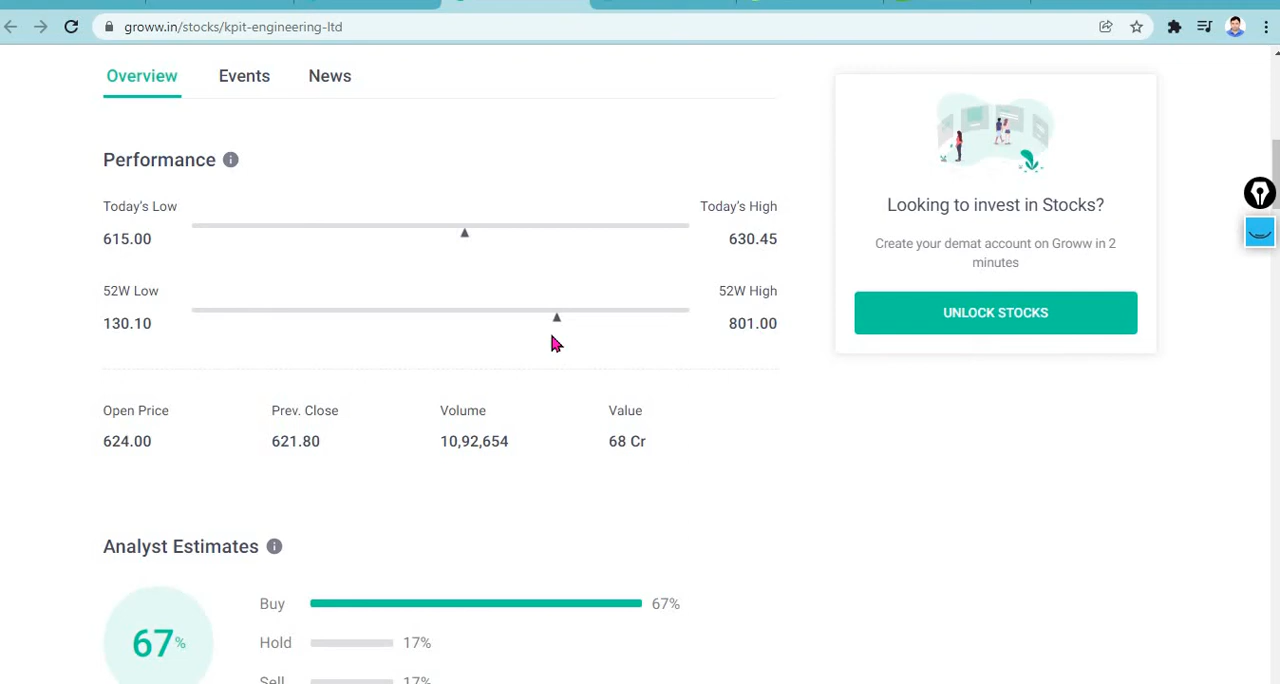 groww.in/stocks/kpit-engineering-ltd
Overview Events News
Performance
Today's Low Today's High
615.00 630.45
52W Low 52W High
130.10 801.00
Open Price Prev. Close Volume Value
624.00 621.80 10,92,654 68 Cr
Analyst Estimates
67%
Buy 67%
Hold 17%
Sell 17%
Looking to invest in Stocks?
Create your demat account on Groww in 2
minutes
UNLOCK STOCKS